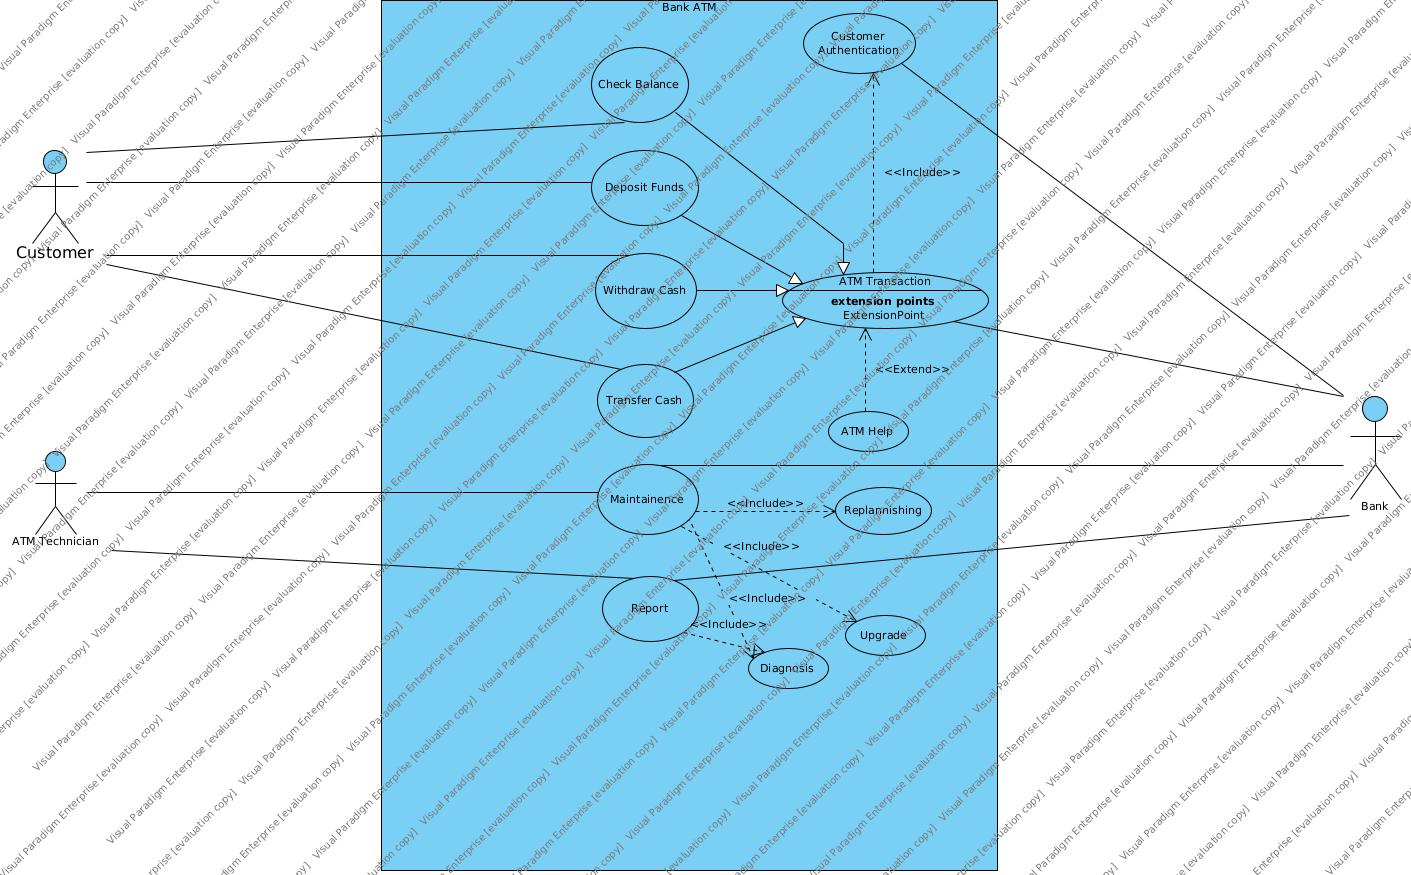 Bank ATM
Customer
Authentication
Check Balance
<<Include>>
Deposit Funds
Customer
ATM Transaction
Withdraw Cash
extension points
ExtensionPoint
<<Extend>>
Transfer Cash
ATM Help
Maintainence
<<Include>>
Replannishing
Bank
ATM Technician
<<Include>>
<<Include>>
Report
<<Include>>
Upgrade
Diagnosis
Visual Paradigm Enterprise [evaluation copy]